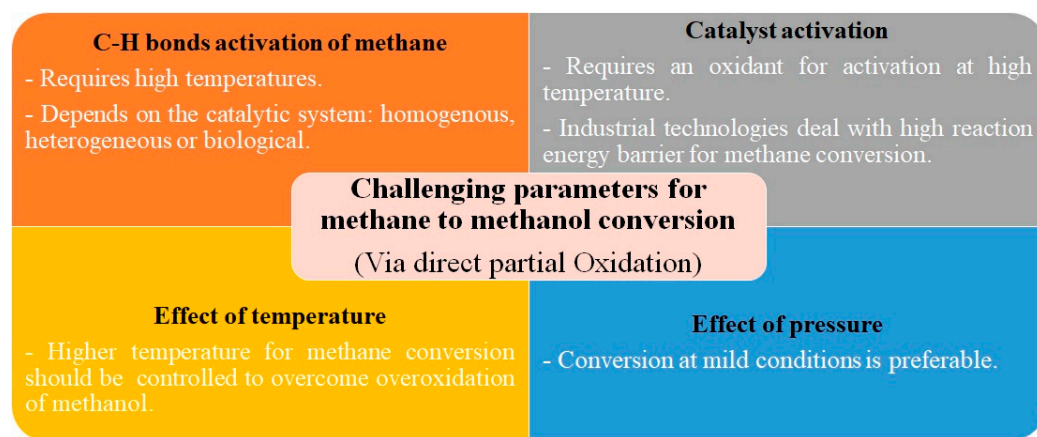 C-H bonds activation of methane
- Requires high temperatures.
- Depends on the catalytic system: homogenous,
heterogeneous or biological.
Catalyst activation
- Requires an oxidant for activation at high
temperature.
- Industrial technologies deal with high reaction
energy barrier for methane conversion.
Challenging parameters for
methane to methanol conversion
(Via direct partial Oxidation)
Effect of temperature
- Higher temperature for methane conversion
should be controlled to overcome overoxidation
of methanol.
Effect of pressure
- Conversion at mild conditions is preferable.